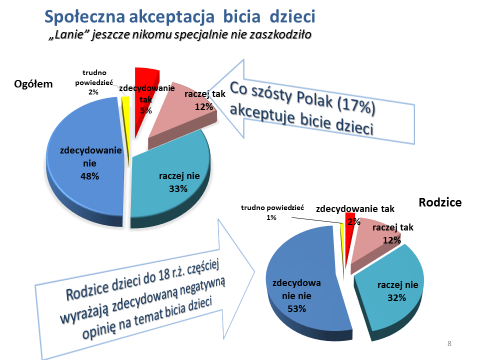 Społeczna akceptacja bicia dzieci
„Lanie” jeszcze nikomu specjalnie nie zaszkodziło
Ogółem
trudno
powiedzieć
2%
zdecydowanie
tak
5%
raczej tak
12%
zdecydowanie
nie
48%
raczej nie
33%
Co szósty Polak (17%)
akceptuje bicie dzieci
Rodzice
trudno powiedzieć
1%
zdecydowanie tak
2%
raczej tak
12%
zdecydowa
nie nie
53%
raczej nie
32%
Rodzice dzieci do 18 r.ż. częściej
wyrażają zdecydowaną negatywną
opinię na temat bicia dzieci
8